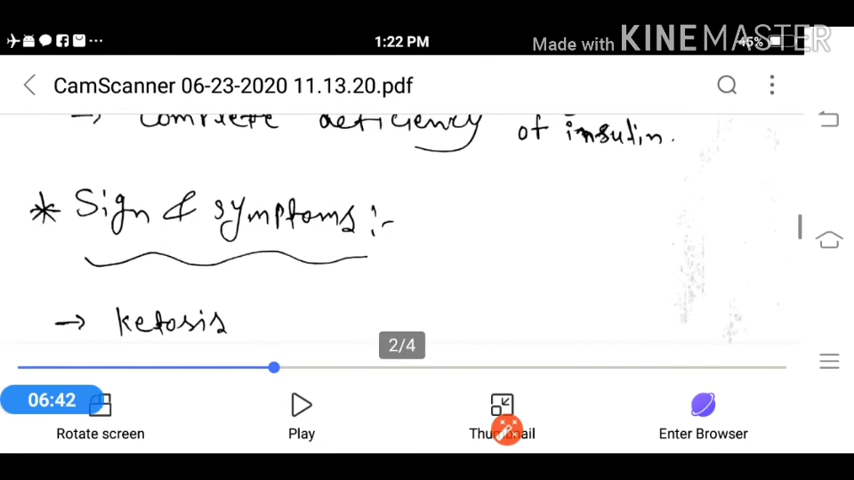 1:22 PM
Made with KINEMASTER
45%
CamScanner 06-23-2020 11.13.20.pdf
→ complete deficiency of insulin.
* Sign & symptoms :-
→ ketosis
2/4
06:42
Rotate screen
Play
Thumbnail
Enter Browser